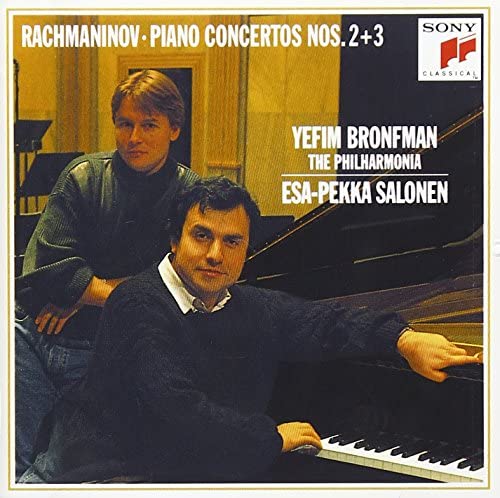 RACHMANINOV · PIANO CONCERTOS NOS. 2+3
SONY
CLASSICAL
YEFIM BRONFMAN
THE PHILHARMONIA
ESA-PEKKA SALONEN